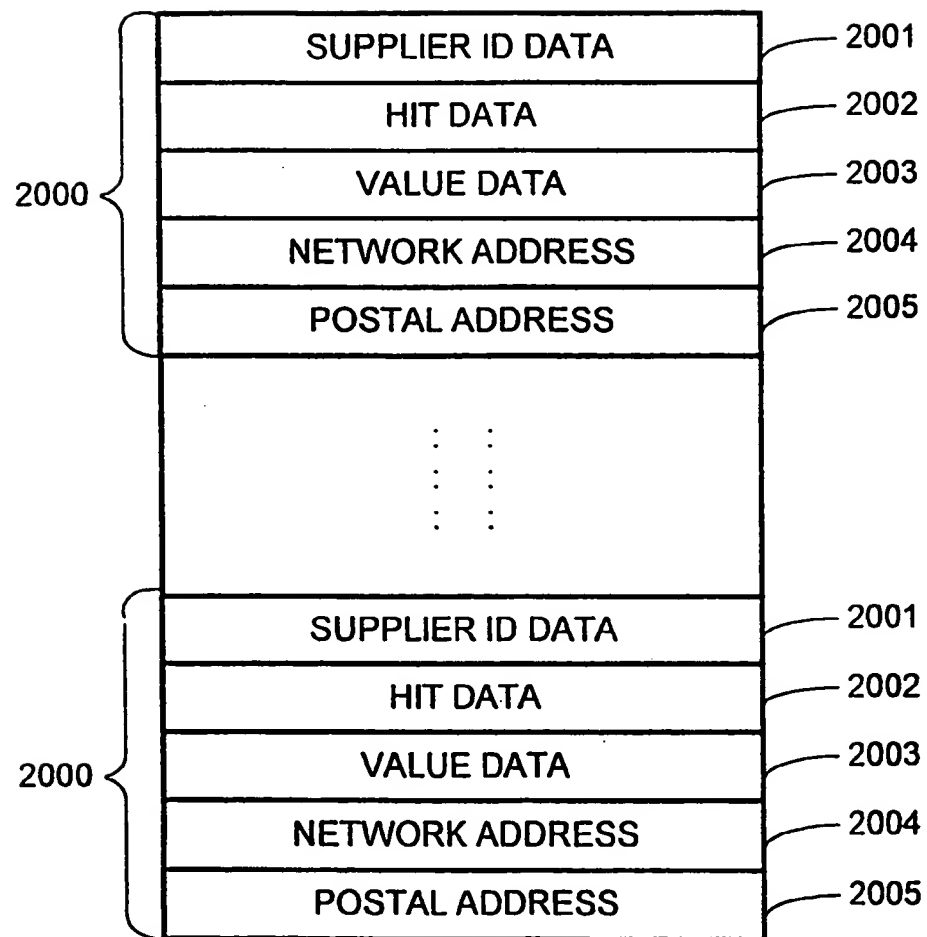 SUPPLIER ID DATA 2001
HIT DATA 2002
2000 VALUE DATA 2003
NETWORK ADDRESS 2004
POSTAL ADDRESS 2005
SUPPLIER ID DATA 2001
HIT DATA 2002
2000 VALUE DATA 2003
NETWORK ADDRESS 2004
POSTAL ADDRESS 2005